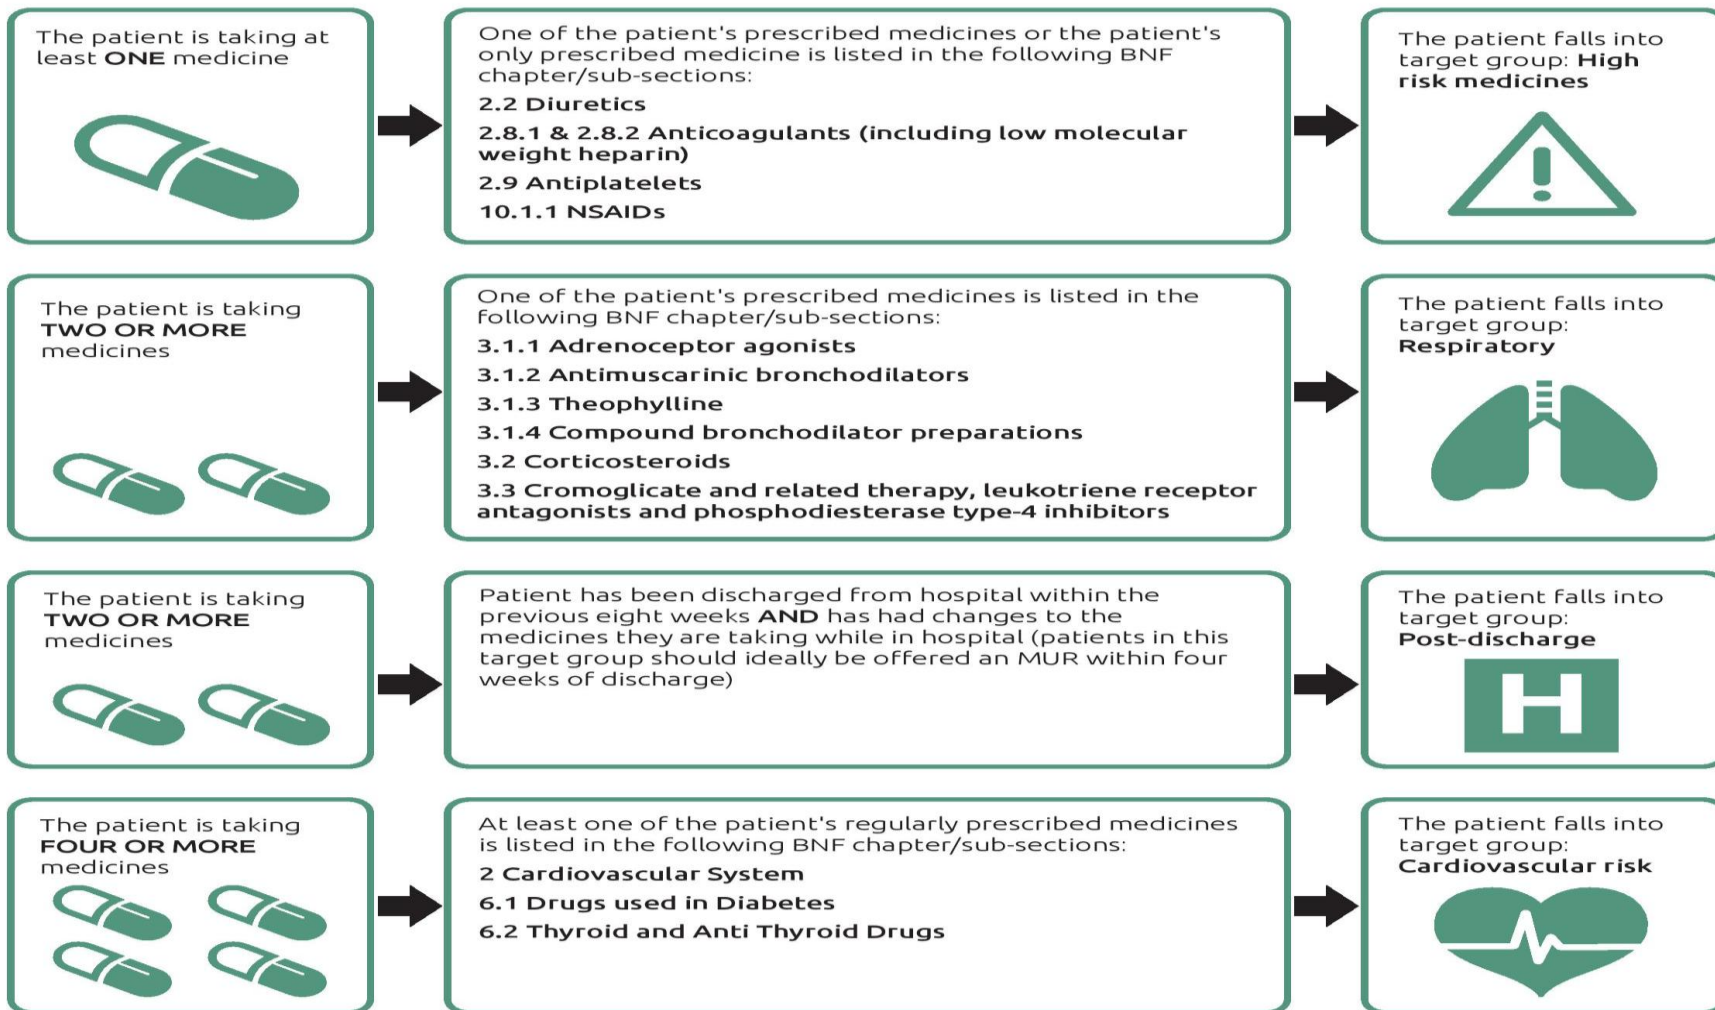 The patient is taking at
least ONE medicine
One of the patient's prescribed medicines or the patient's
only prescribed medicine is listed in the following BNF
chapter/sub-sections:
2.2 Diuretics
2.8.1 & 2.8.2 Anticoagulants (including low molecular
weight heparin)
2.9 Antiplatelets
10.1.1 NSAIDs
The patient falls into
target group: High
risk medicines
The patient is taking
TWO OR MORE
medicines
One of the patient's prescribed medicines is listed in the
following BNF chapter/sub-sections:
3.1.1 Adrenoceptor agonists
3.1.2 Antimuscarinic bronchodilators
3.1.3 Theophylline
3.1.4 Compound bronchodilator preparations
3.2 Corticosteroids
3.3 Cromoglicate and related therapy, leukotriene receptor
antagonists and phosphodiesterase type-4 inhibitors
The patient falls into
target group:
Respiratory
The patient is taking
TWO OR MORE
medicines
Patient has been discharged from hospital within the
previous eight weeks AND has had changes to the
medicines they are taking while in hospital (patients in this
target group should ideally be offered an MUR within four
weeks of discharge)
The patient falls into
target group:
Post-discharge
H
The patient is taking
FOUR OR MORE
medicines
At least one of the patient's regularly prescribed medicines
is listed in the following BNF chapter/sub-sections:
2 Cardiovascular System
6.1 Drugs used in Diabetes
6.2 Thyroid and Anti Thyroid Drugs
The patient falls into
target group:
Cardiovascular risk